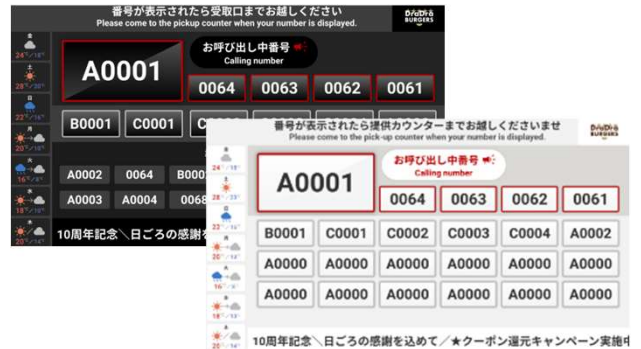 番号が表示されたら受取口までお越しください
Please come to the pickup counter when your number is displayed.
BURGERS
お呼び出し中番号
Calling number
A0001
0064 0063 0062 0061
B0001 C0001
A0002 0064
A0003 A0004 0068
10周年記念＼日ごろの感謝を
番号が表示されたら提供カウンターまでお越しくださいませ
Please come to the pick-up counter when your number is displayed.
BURGERS
お呼び出し中番号
Calling number
A0001
0064 0063 0062 0061
B0001 C0001 C0002 C0003 C0004 A0002
A0000 A0000 A0000 A0000 A0000 A0000
A0000 A0000 A0000 A0000 A0000 A0000
10周年記念＼日ごろの感謝を込めて／★クーポン還元キャンペーン実施中